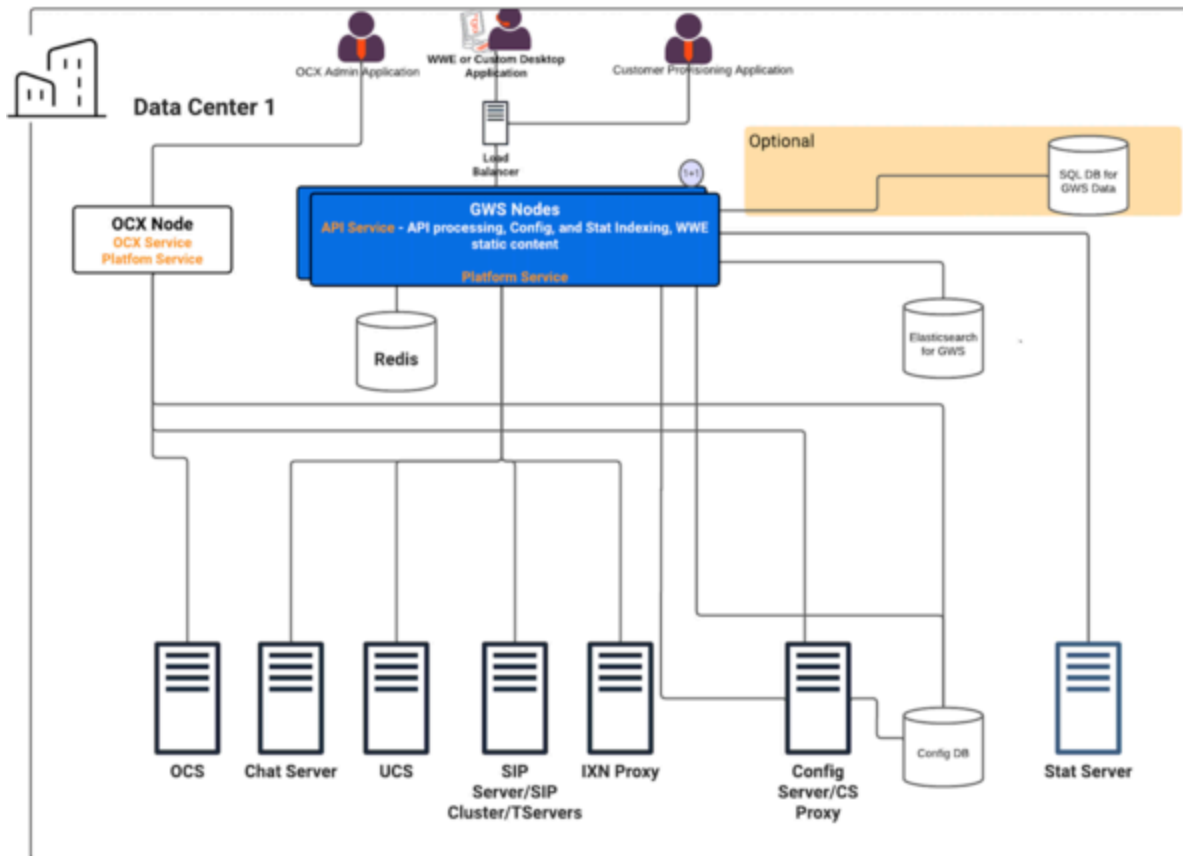 OCX Admin Application
WWE or Custom Desktop
Application
Customer Provisioning Application
Data Center 1
Load
Balancer
Optional
SQL DB for
GWS Data
1+1
OCX Node
OCX Service
Platfom Service
GWS Nodes
API Service - API processing, Config, and Stat Indexing, WWE
static content
Platform Service
Redis
Elasticsearch
for GWS
OCS
Chat Server
UCS
SIP
Server/SIP
Cluster/TServers
IXN Proxy
Config
Server/CS
Proxy
Config DB
Stat Server